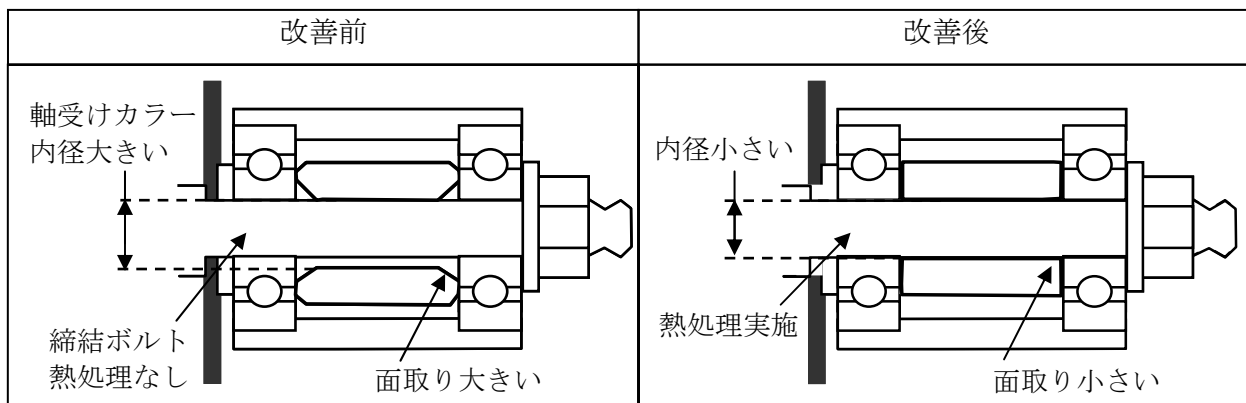 改善前
改善後
軸受けカラー
内径大きい
締結ボルト
熱処理なし
面取り大きい
内径小さい
熱処理実施
面取り小さい